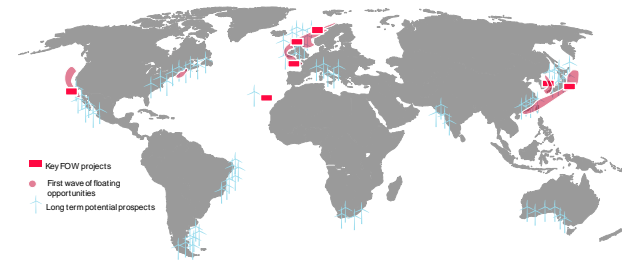 Key FOW projects
First wave of floating
opportunities
Long term potential prospects